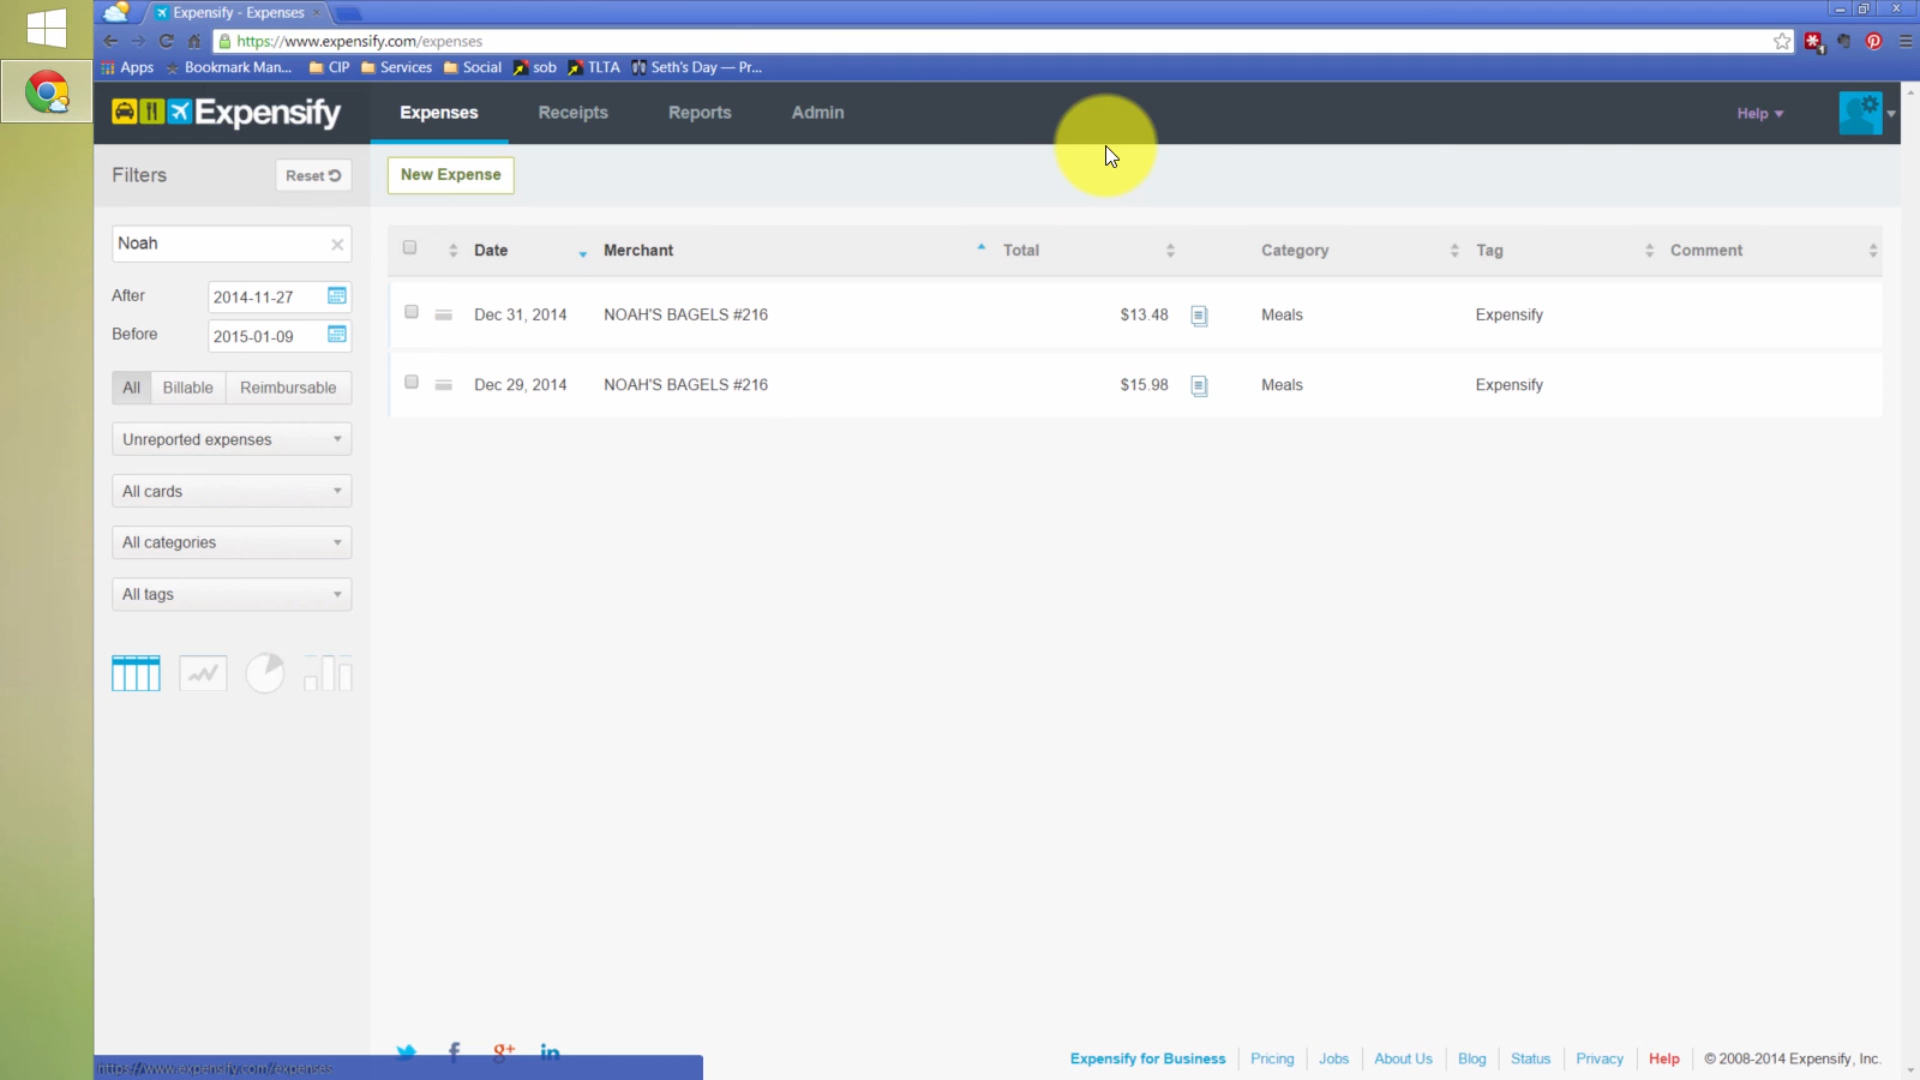 Expensify - Expenses
https://www.expensify.com/expenses
Apps Bookmark Man... CIP Services Social sob TLTA Seth's Day — Pr...
Expensify Expenses Receipts Reports Admin Help
Filters Reset New Expense
Noah
Date Merchant Total Category Tag Comment
After 2014-11-27
Before 2015-01-09
All Billable Reimbursable
Unreported expenses
All cards
All categories
All tags
Dec 31, 2014 NOAH'S BAGELS #216 $13.48 Meals Expensify
Dec 29, 2014 NOAH'S BAGELS #216 $15.98 Meals Expensify
f g+ in
Expensify for Business Pricing Jobs About Us Blog Status Privacy Help © 2008-2014 Expensify, Inc.
https://www.expensify.com/expenses